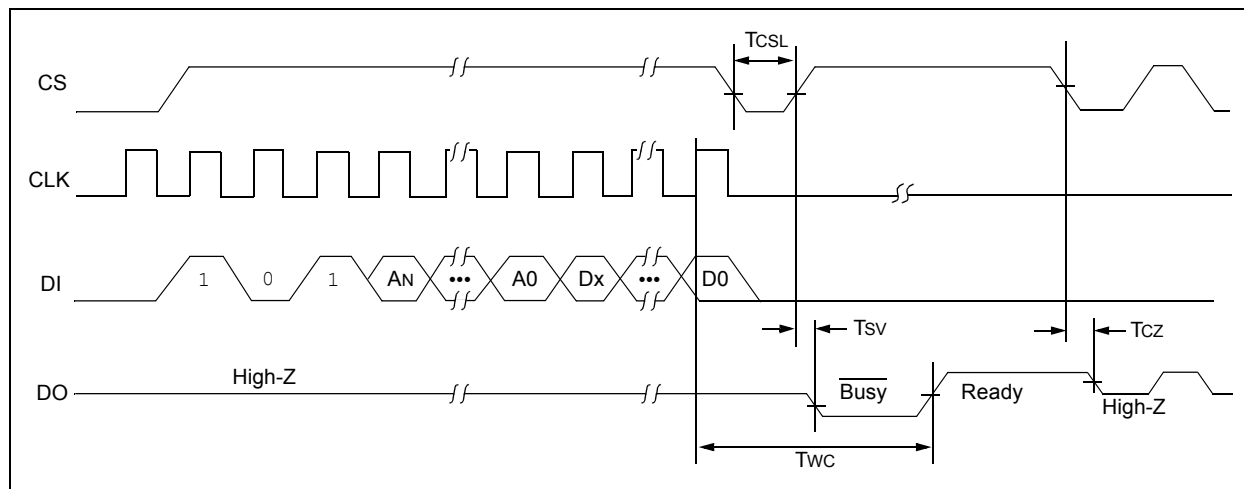 TCSL
CS
CLK
DI
1 0 1 AN ••• A0 Dx ••• D0
TSV
TCZ
High-Z
DO
Busy
Ready
High-Z
TWC